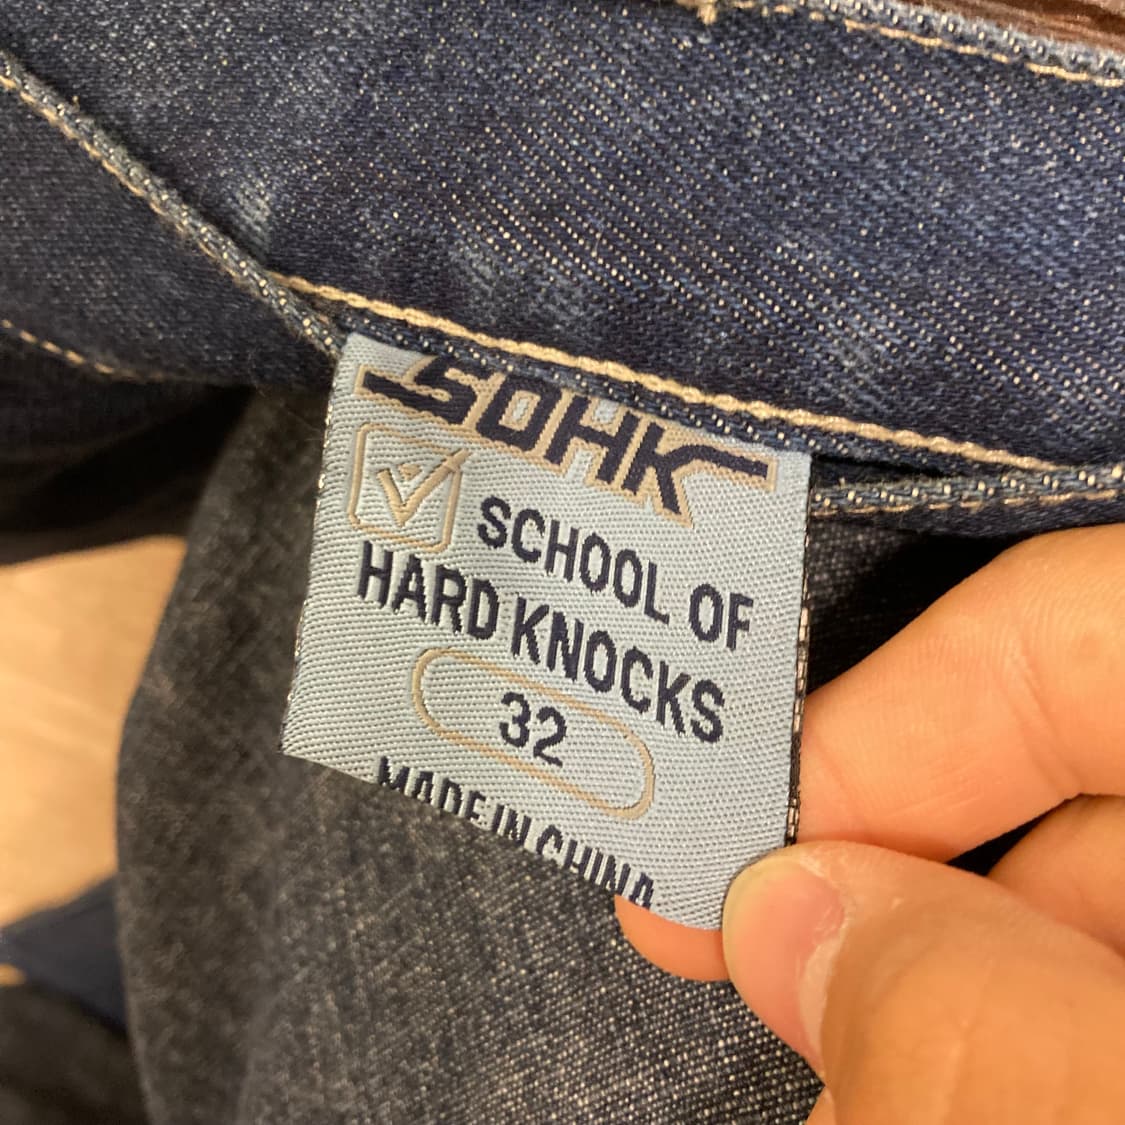 SOHK
SCHOOL OF
HARD KNOCKS
32
MADE IN CHINA